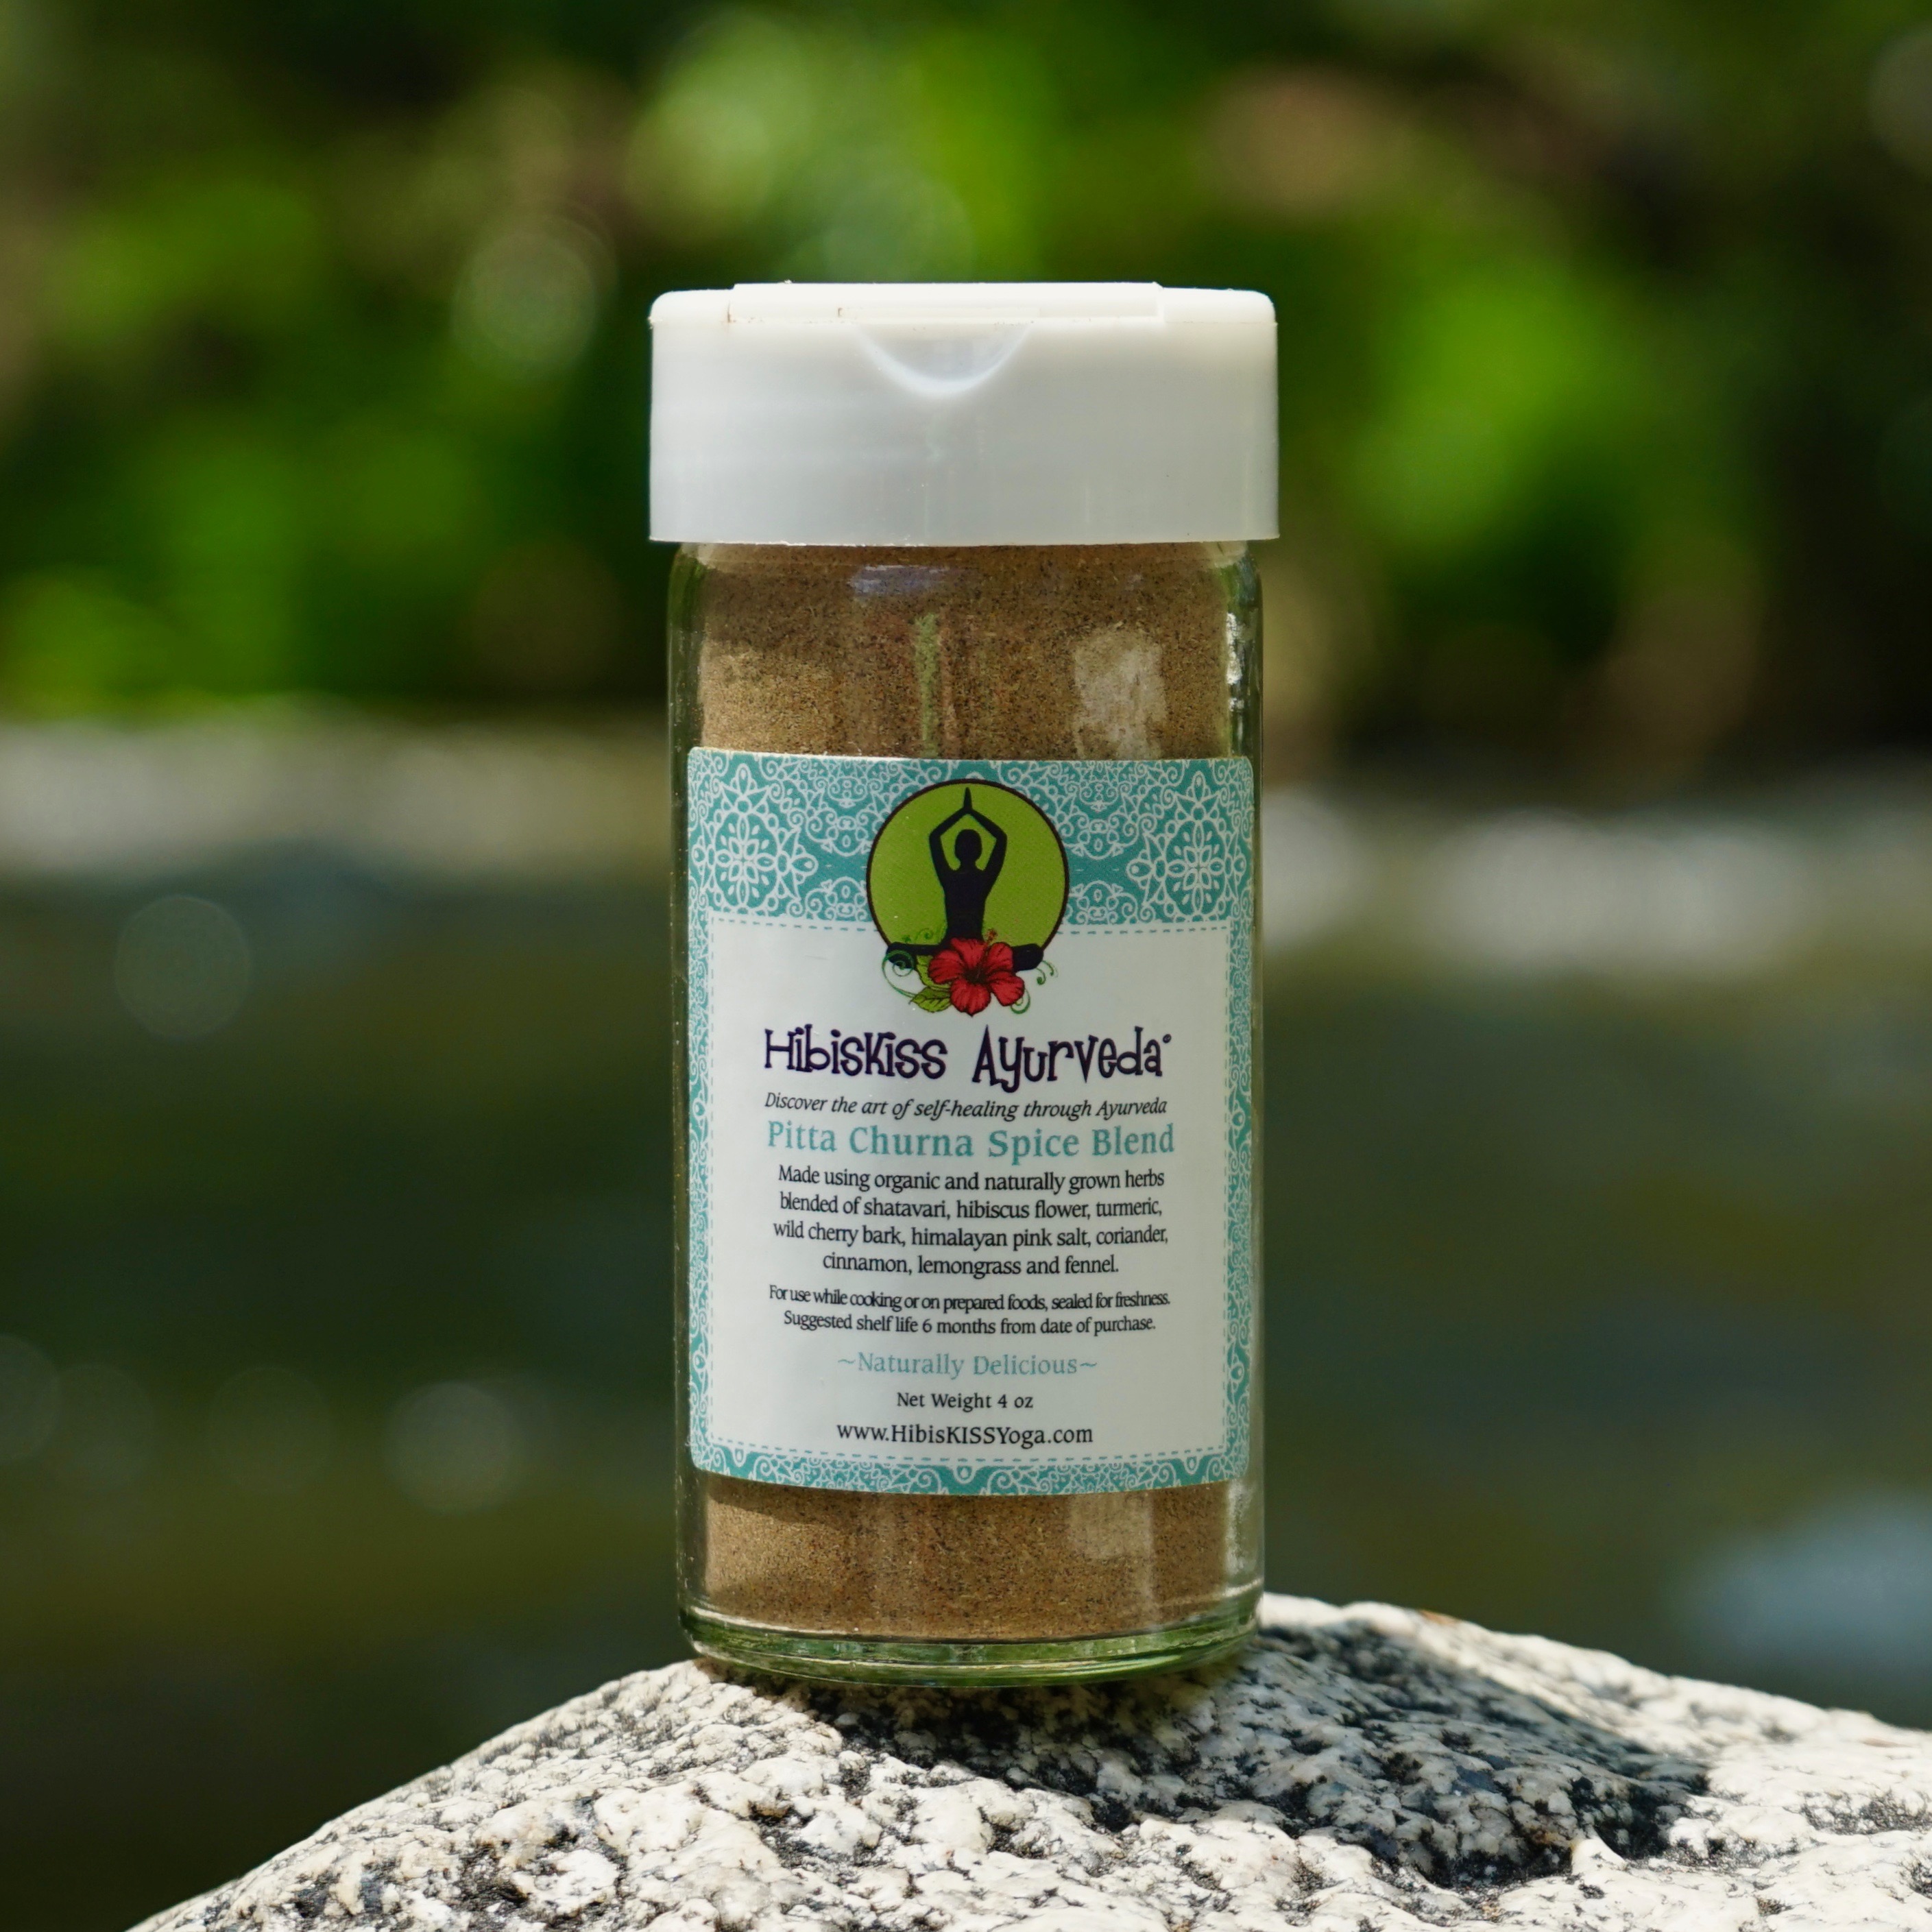 Hibiskiss Ayurveda
Discover the art of self-healing through Ayurveda
Pitta Churna Spice Blend
Made using organic and naturally grown herbs
blended of shatavari, hibiscus flower, turmeric,
wild cherry bark, himalayan pink salt, coriander,
cinnamon, lemongrass and fennel.
For use while cooking or on prepared foods, sealed for freshness.
Suggested shelf life 6 months from date of purchase.
~Naturally Delicious~
Net Weight 4 oz
www.HibisKISSYoga.com